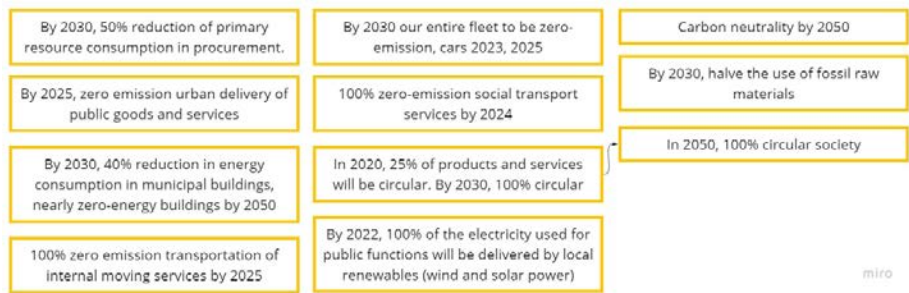 By 2030, 50% reduction of primary
resource consumption in procurement.
By 2025, zero emission urban delivery of
public goods and services
By 2030, 40% reduction in energy
consumption in municipal buildings,
nearly zero-energy buildings by 2050
100% zero emission transportation of
internal moving services by 2025
By 2030 our entire fleet to be zero-
emission, cars 2023, 2025
100% zero-emission social transport
services by 2024
In 2020, 25% of products and services
will be circular. By 2030, 100% circular
By 2022, 100% of the electricity used for
public functions will be delivered by local
renewables (wind and solar power)
Carbon neutrality by 2050
By 2030, halve the use of fossil raw
materials
In 2050, 100% circular society
miro